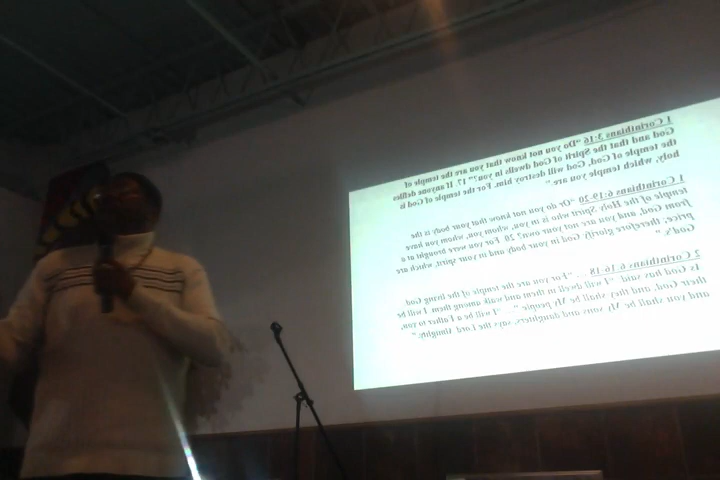 1 Corinthians 3:16 "Do you not know that you are the temple of
God and that the Spirit of God dwells in you?" 17 If anyone defiles
the temple of God, God will destroy him. For the temple of God is
holy, which temple you are."
1 Corinthians 6:19-20 "Or do you not know that your body is the
temple of the Holy Spirit who is in you, whom you have
from God, and you are not your own? 20 For you were bought at a
price; therefore glorify God in your body and in your spirit, which are
God's."
2 Corinthians 6:16,18 … "For you are the temple of the living God
As God has said: "I will dwell in them and walk among them. I will be
their God, and they shall be My people." … "I will be a Father to you,
and you shall be My sons and daughters, says the Lord Almighty."